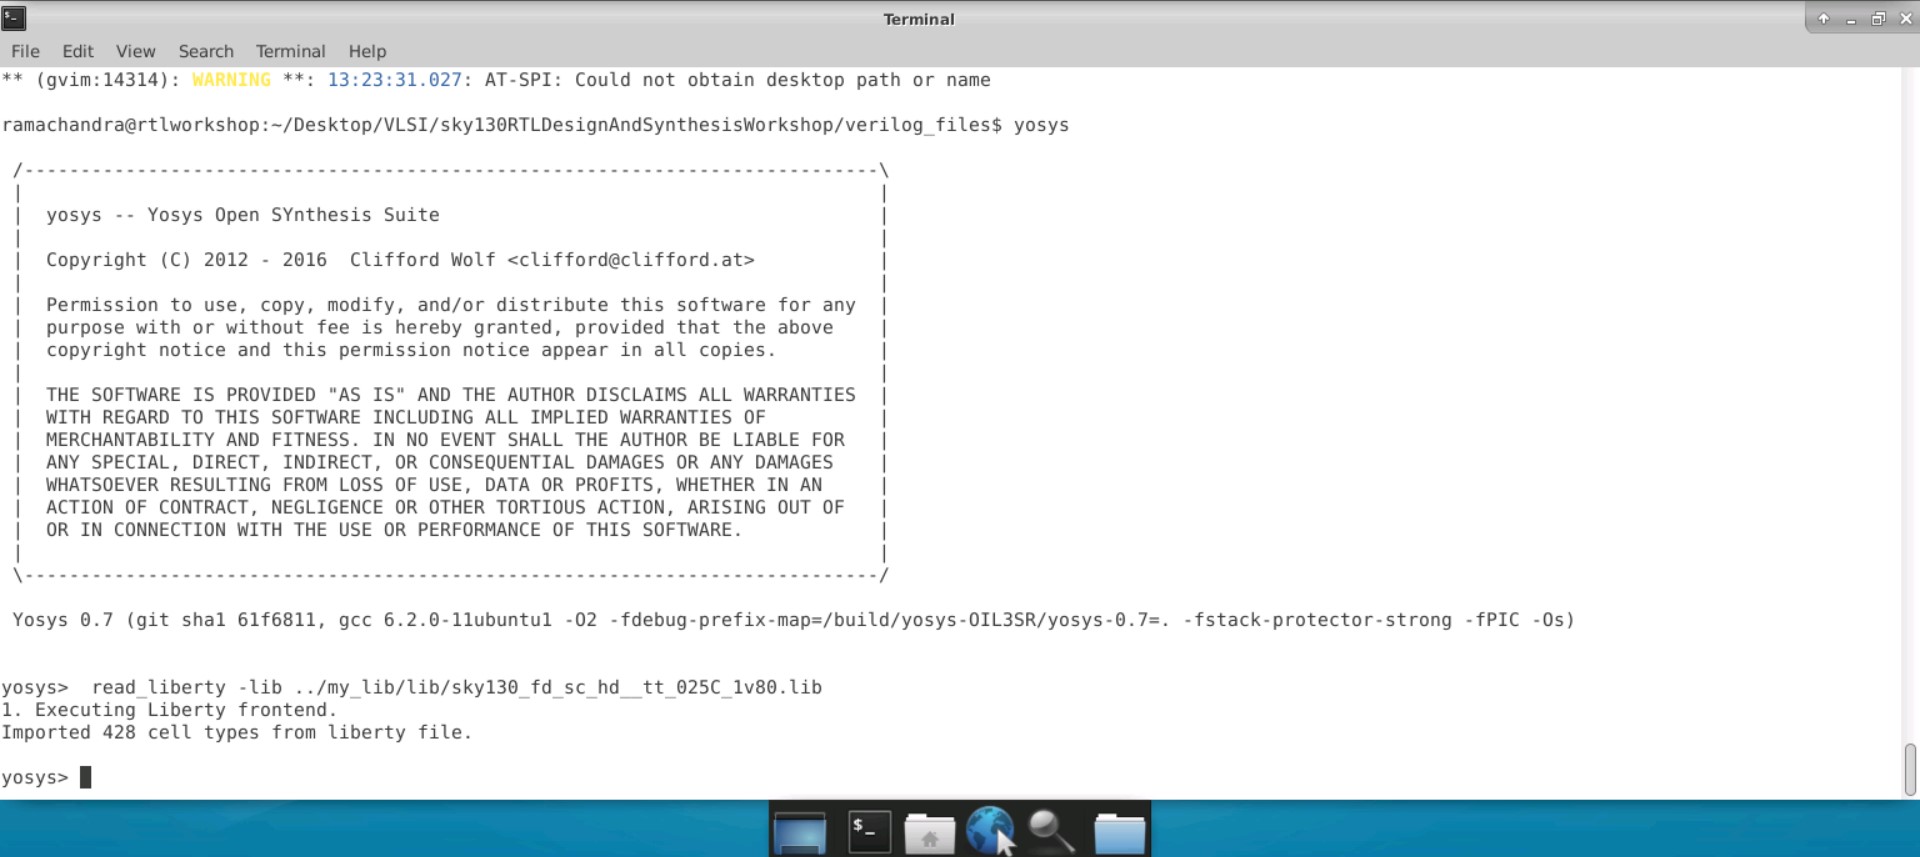 Terminal
File Edit View Search Terminal Help
** (gvim:14314): WARNING **: 13:23:31.027: AT-SPI: Could not obtain desktop path or name
ramachandra@rtlworkshop:~/Desktop/VLSI/sky130RTLDesignAndSynthesisWorkshop/verilog_files$ yosys
/----------------------------------------------------------------------------\
|                                                                            |
|  yosys -- Yosys Open SYnthesis Suite                                       |
|                                                                            |
|  Copyright (C) 2012 - 2016  Clifford Wolf <clifford@clifford.at>           |
|                                                                            |
|  Permission to use, copy, modify, and/or distribute this software for any  |
|  purpose with or without fee is hereby granted, provided that the above    |
|  copyright notice and this permission notice appear in all copies.         |
|                                                                            |
|  THE SOFTWARE IS PROVIDED "AS IS" AND THE AUTHOR DISCLAIMS ALL WARRANTIES  |
|  WITH REGARD TO THIS SOFTWARE INCLUDING ALL IMPLIED WARRANTIES OF          |
|  MERCHANTABILITY AND FITNESS. IN NO EVENT SHALL THE AUTHOR BE LIABLE FOR   |
|  ANY SPECIAL, DIRECT, INDIRECT, OR CONSEQUENTIAL DAMAGES OR ANY DAMAGES    |
|  WHATSOEVER RESULTING FROM LOSS OF USE, DATA OR PROFITS, WHETHER IN AN     |
|  ACTION OF CONTRACT, NEGLIGENCE OR OTHER TORTIOUS ACTION, ARISING OUT OF   |
|  OR IN CONNECTION WITH THE USE OR PERFORMANCE OF THIS SOFTWARE.            |
|                                                                            |
\----------------------------------------------------------------------------/
Yosys 0.7 (git sha1 61f6811, gcc 6.2.0-11ubuntu1 -O2 -fdebug-prefix-map=/build/yosys-OIL3SR/yosys-0.7=. -fstack-protector-strong -fPIC -Os)
yosys>  read_liberty -lib ../my_lib/lib/sky130_fd_sc_hd__tt_025C_1v80.lib
1. Executing Liberty frontend.
Imported 428 cell types from liberty file.
yosys>
$_